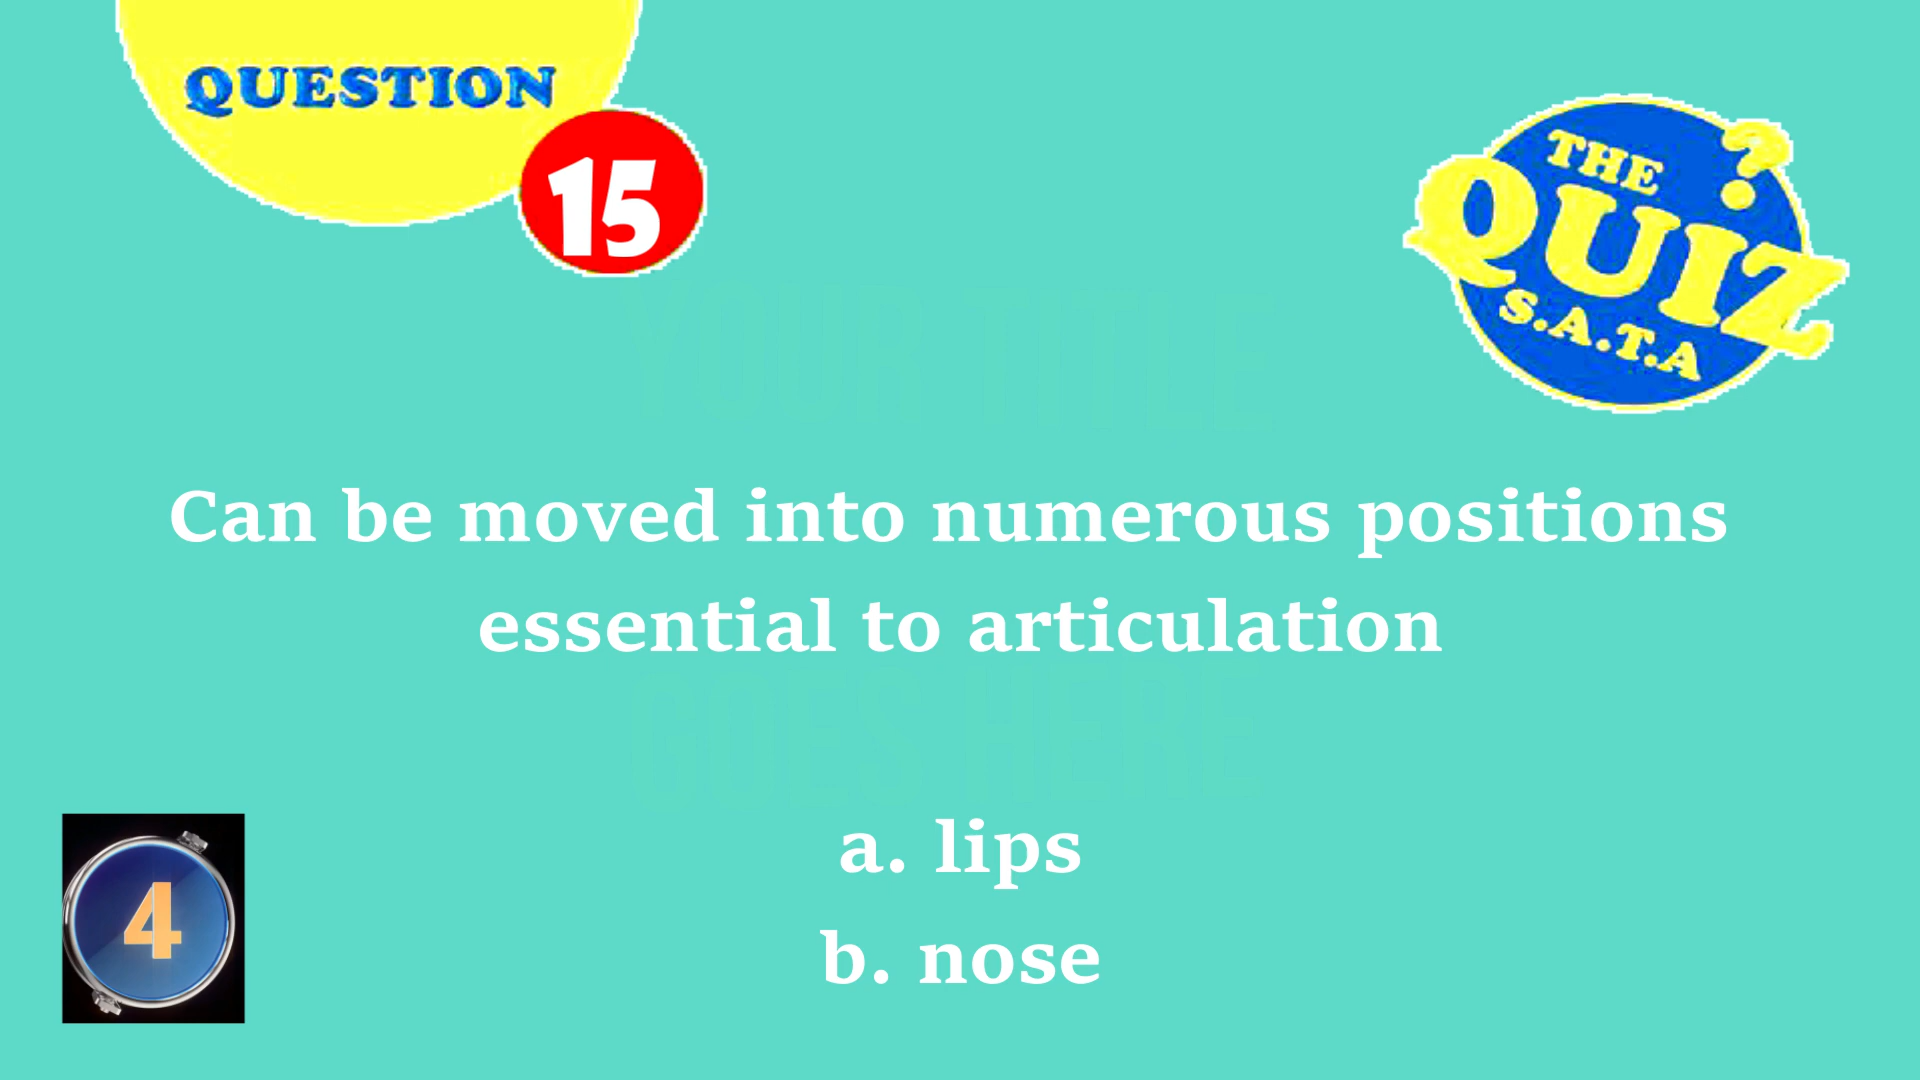 QUESTION
15
THE
QUIZ
?
S.A.T.A
Can be moved into numerous positions
essential to articulation
a. lips
b. nose
4